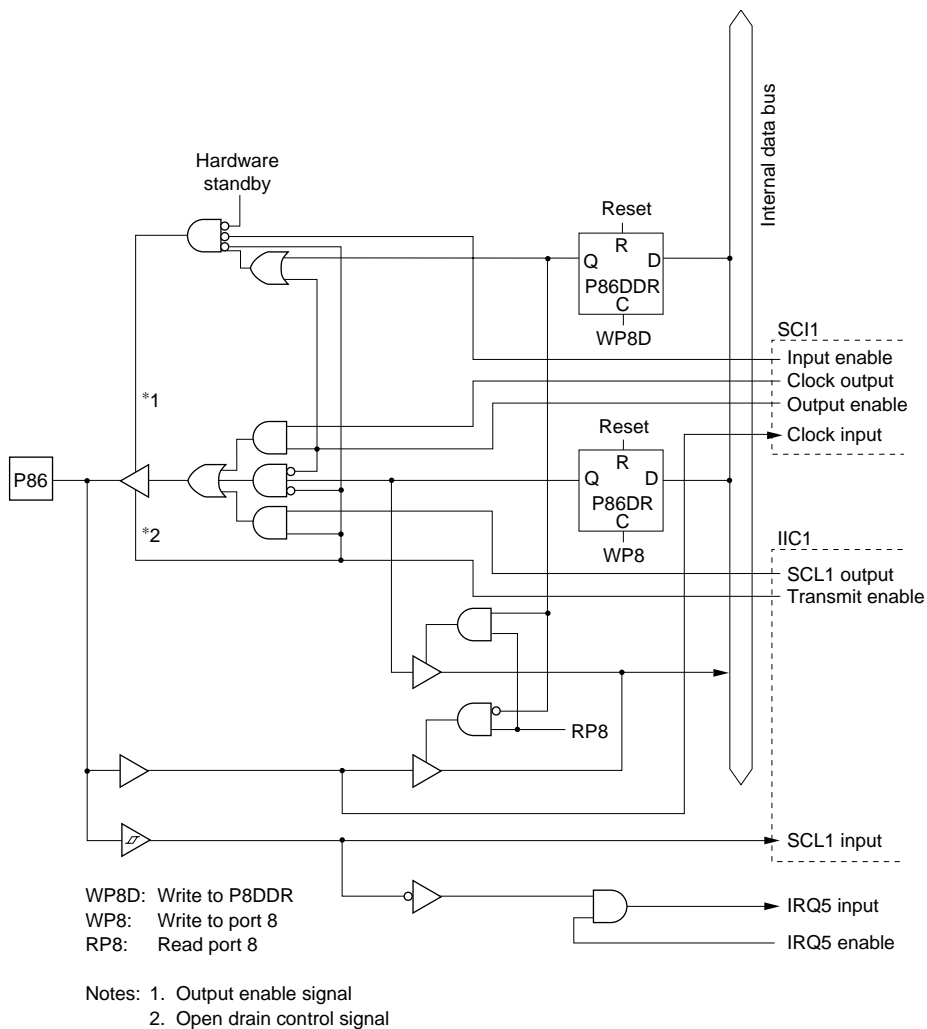 Internal data bus
Hardware
standby
Reset
R
Q D
P86DDR
C
WP8D
SCI1
Input enable
Clock output
Output enable
Clock input
*1
Reset
R
Q D
P86DR
C
WP8
P86
*2
IIC1
SCL1 output
Transmit enable
RP8
SCL1 input
WP8D: Write to P8DDR
WP8: Write to port 8
RP8: Read port 8
IRQ5 input
IRQ5 enable
Notes: 1. Output enable signal
2. Open drain control signal